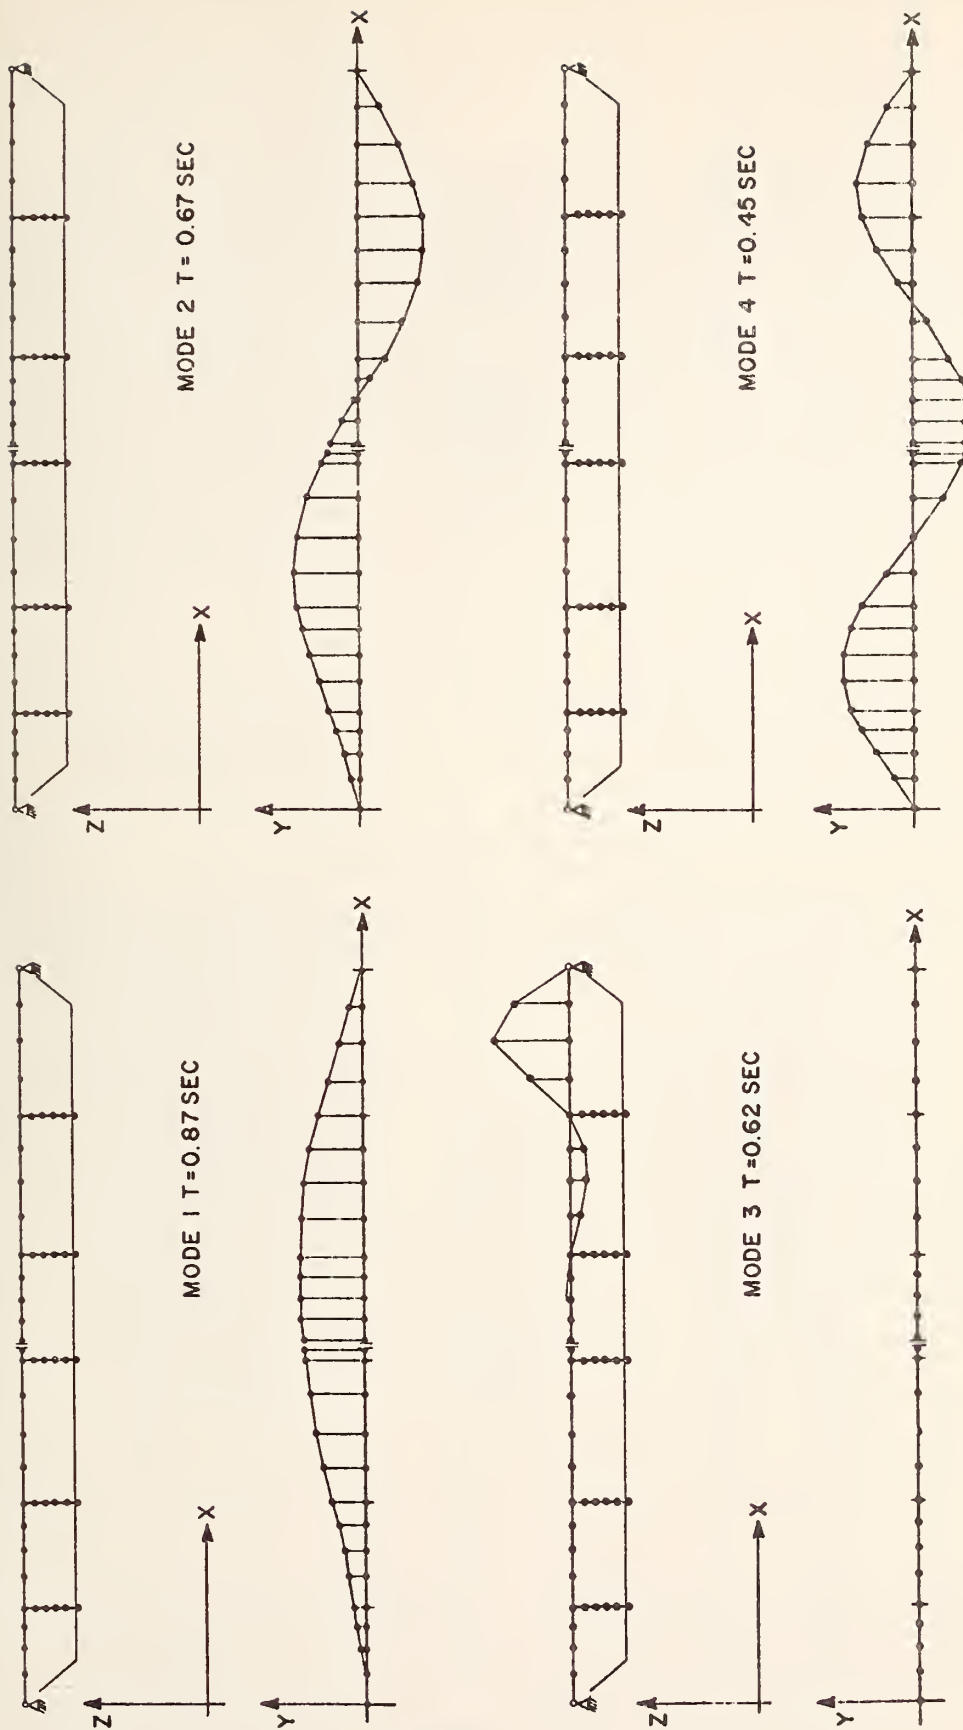 Z
X
MODE 1 T=0.87 SEC
Y
X
Z
X
MODE 2 T=0.67 SEC
Y
X
Z
X
MODE 3 T=0.62 SEC
Y
X
Z
X
MODE 4 T=0.45 SEC
Y
X